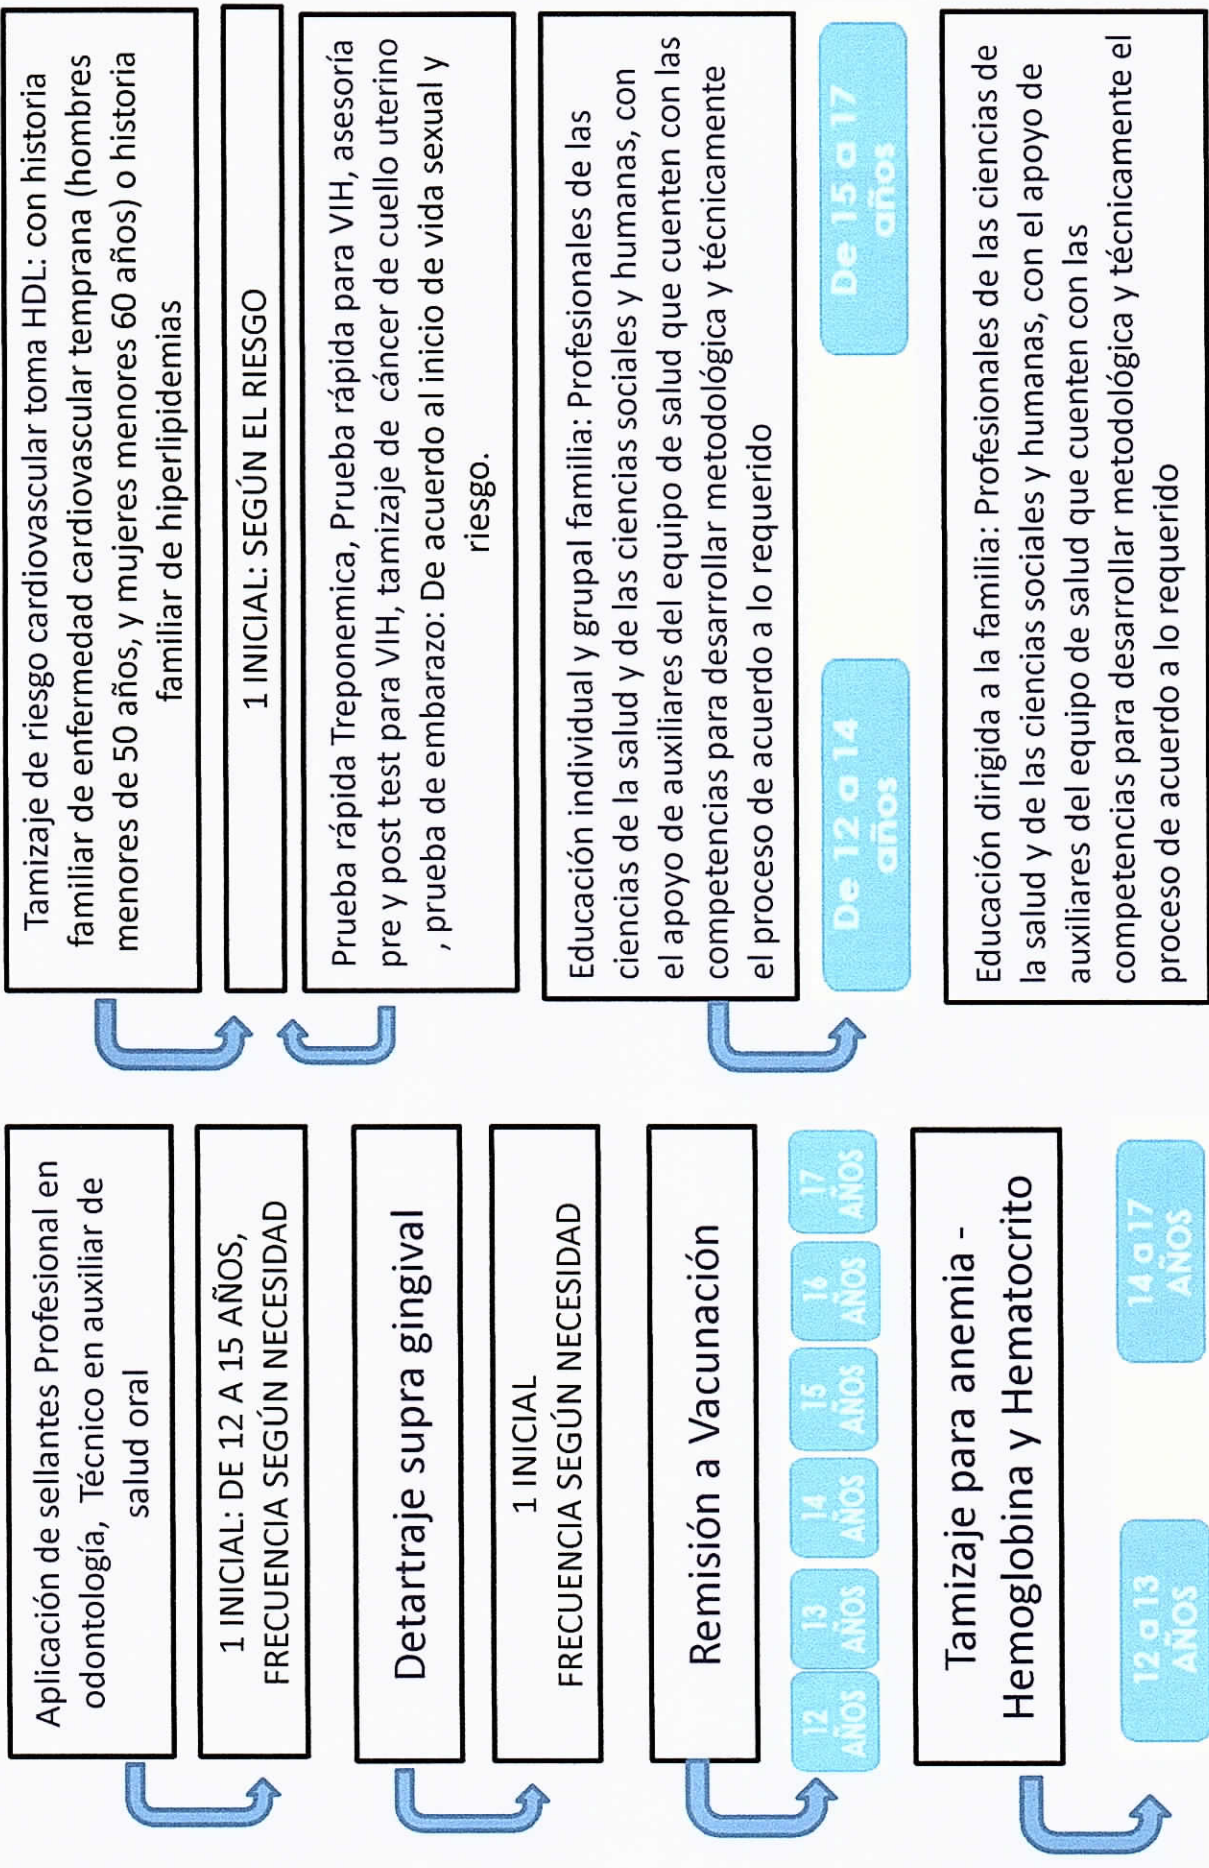 Aplicación de sellantes Profesional en
odontología, Técnico en auxiliar de
salud oral
1 INICIAL: DE 12 A 15 AÑOS,
FRECUENCIA SEGÚN NECESIDAD
Detartraje supra gingival
1 INICIAL
FRECUENCIA SEGÚN NECESIDAD
Remisión a Vacunación
12
AÑOS
13
AÑOS
14
AÑOS
15
AÑOS
16
AÑOS
17
AÑOS
Tamizaje para anemia -
Hemoglobina y Hematocrito
12 a 13
AÑOS
14 a 17
AÑOS
Tamizaje de riesgo cardiovascular toma HDL: con historia
familiar de enfermedad cardiovascular temprana (hombres
menores de 50 años, y mujeres menores 60 años) o historia
familiar de hiperlipidemias
1 INICIAL: SEGÚN EL RIESGO
Prueba rápida Treponemica, Prueba rápida para VIH, asesoría
pre y post test para VIH, tamizaje de cáncer de cuello uterino
, prueba de embarazo: De acuerdo al inicio de vida sexual y
riesgo.
Educación individual y grupal familia: Profesionales de las
ciencias de la salud y de las ciencias sociales y humanas, con
el apoyo de auxiliares del equipo de salud que cuenten con las
competencias para desarrollar metodológica y técnicamente
el proceso de acuerdo a lo requerido
De 12 a 14
años
De 15 a 17
años
Educación dirigida a la familia: Profesionales de las ciencias de
la salud y de las ciencias sociales y humanas, con el apoyo de
auxiliares del equipo de salud que cuenten con las
competencias para desarrollar metodológica y técnicamente el
proceso de acuerdo a lo requerido